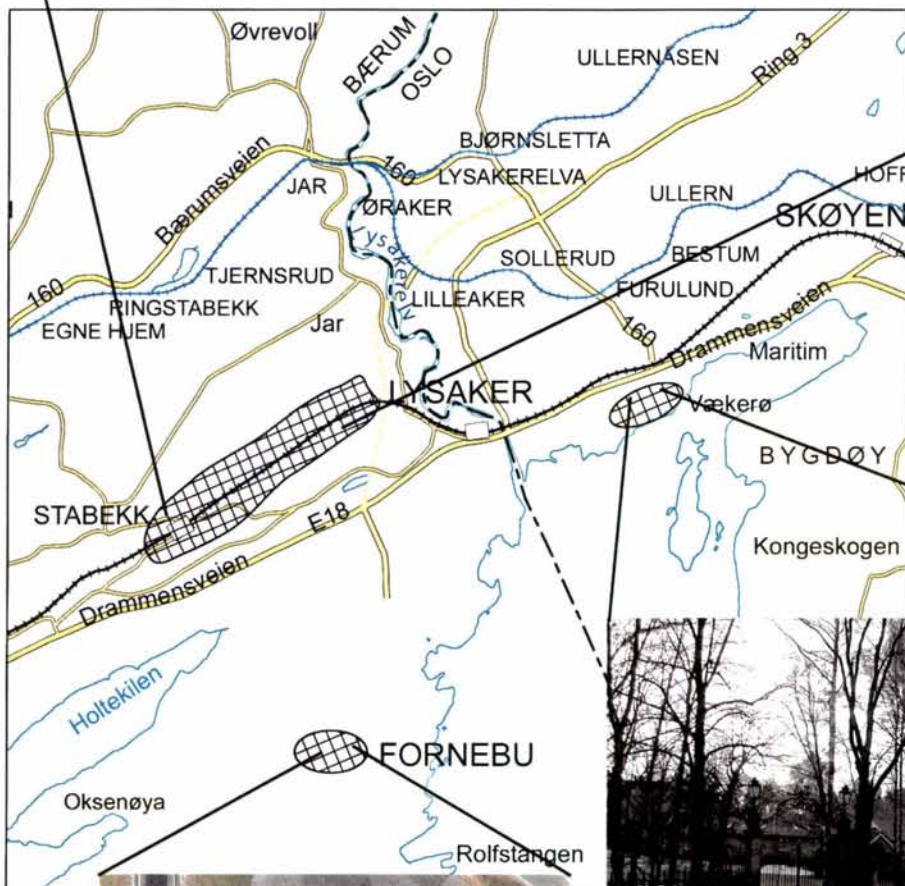 Øvrevoll
BÆRUM
OSLO
ULLERNÅSEN
Ring 3
BJØRNSLETTA
160
LYSAKERELVA
JAR
ØRAKER
Lysakerelv
Bærumsveien
ULLERN
HOFF
SKØYEN
SOLLERUD
BESTUM
TJERNSRUD
LILLEAKER
FURULUND
160
RINGSTABEKK
EGNE HJEM
Jar
160
Drammensveien
Maritim
LYSAKER
Vækerø
BYGDØY
STABEKK
E18
Kongeskogen
Drammensveien
Holtekilen
FORNEBU
Oksenøya
Rolfstangen